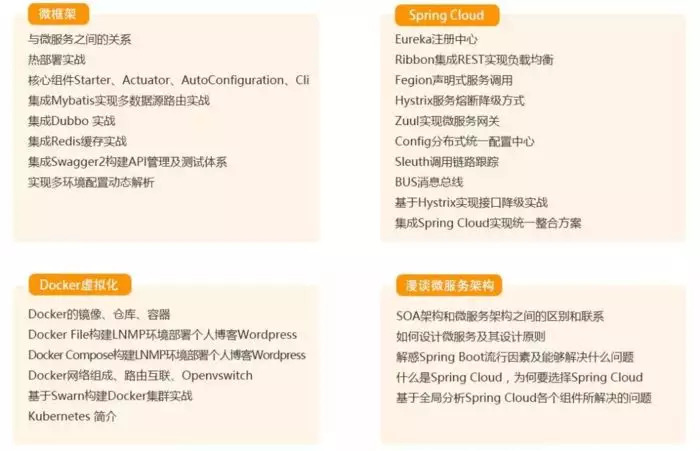 微框架
与微服务之间的关系
热部署实战
核心组件Starter、Actuator、AutoConfiguration、Cli
集成Mybatis实现多数据源路由实战
集成Dubbo 实战
集成Redis缓存实战
集成Swagger2构建API管理及测试体系
实现多环境配置动态解析
Spring Cloud
Eureka注册中心
Ribbon集成REST实现负载均衡
Fegion声明式服务调用
Hystrix服务熔断降级方式
Zuul实现微服务网关
Config分布式统一配置中心
Sleuth调用链路跟踪
BUS消息总线
基于Hystrix实现接口降级实战
集成Spring Cloud实现统一整合方案
Docker虚拟化
Docker的镜像、仓库、容器
Docker File构建LNMP环境部署个人博客Wordpress
Docker Compose构建LNMP环境部署个人博客Wordpress
Docker网络组成、路由互联、Openvswitch
基于Swarn构建Docker集群实战
Kubernetes 简介
漫谈微服务架构
SOA架构和微服务架构之间的区别和联系
如何设计微服务及其设计原则
解惑Spring Boot流行因素及能够解决什么问题
什么是Spring Cloud，为何要选择Spring Cloud
基于全局分析Spring Cloud各个组件所解决的问题